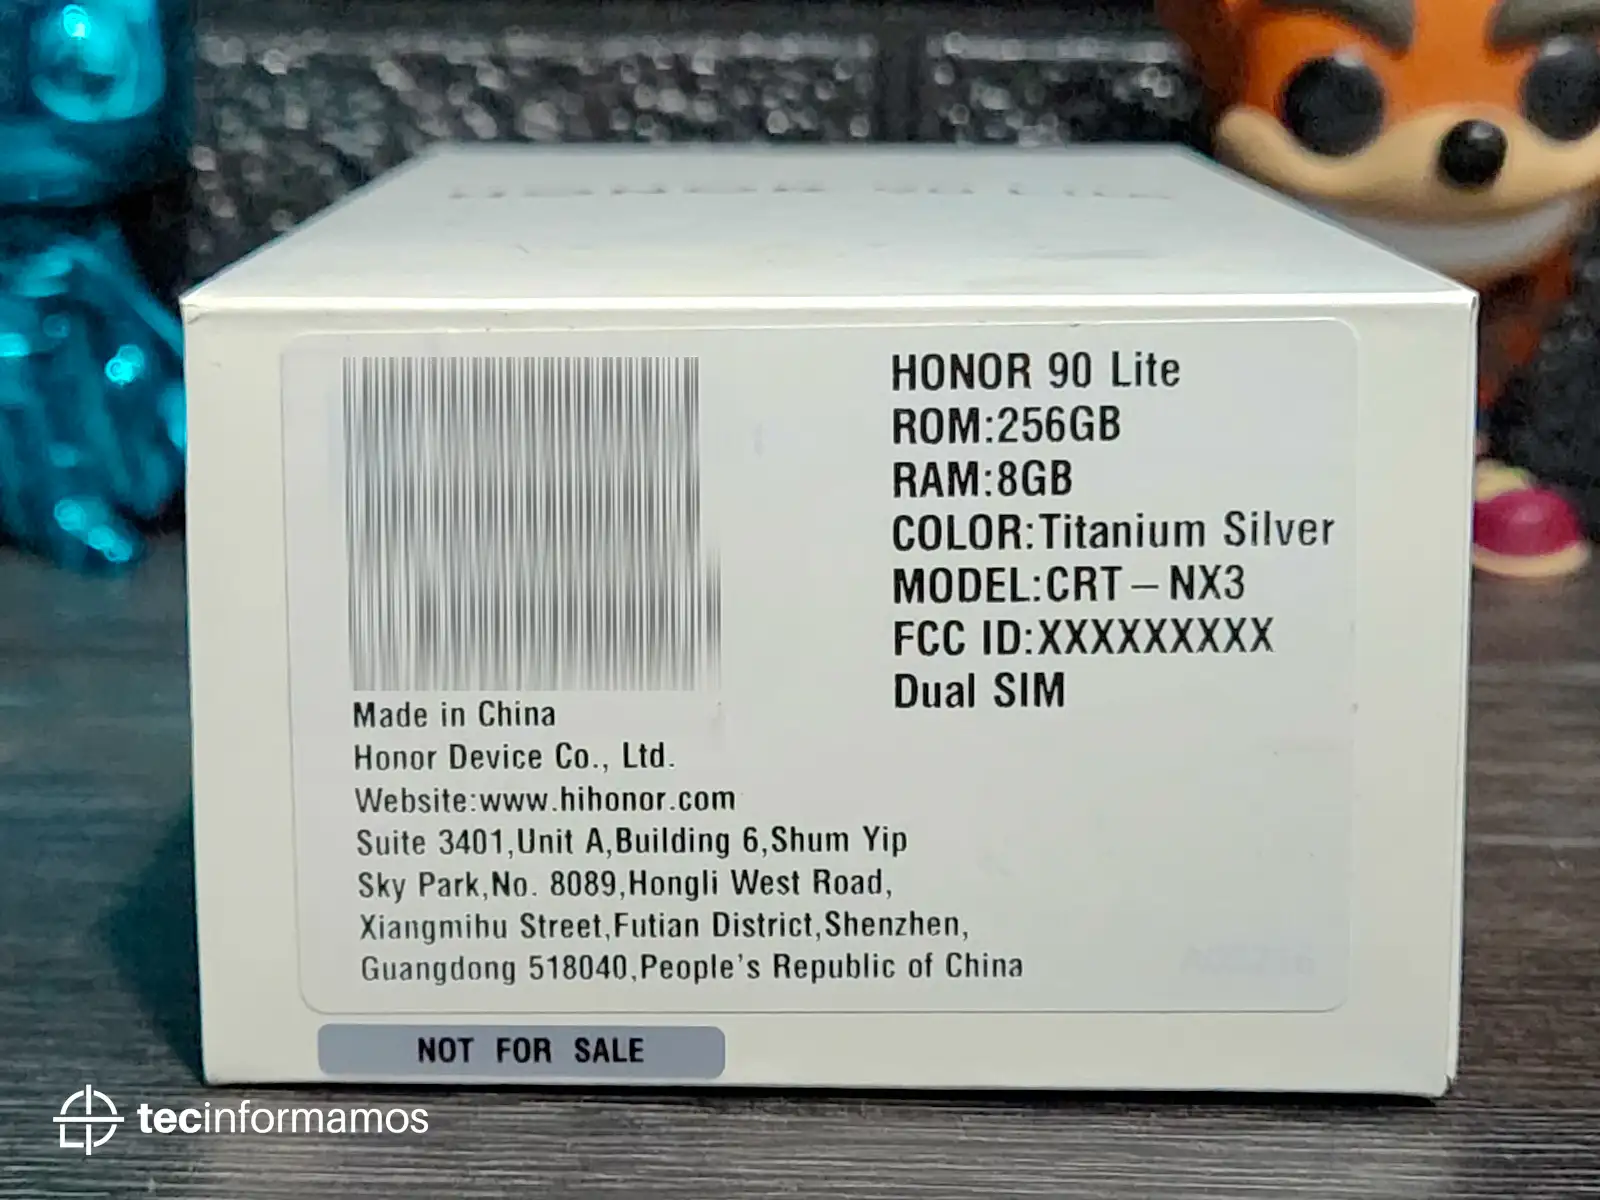 HONOR 90 Lite
HONOR 90 Lite
ROM:256GB
RAM:8GB
COLOR:Titanium Silver
MODEL:CRT-NX3
FCC ID:XXXXXXXXX
Dual SIM
Made in China
Honor Device Co., Ltd.
Website:www.hihonor.com
Suite 3401,Unit A,Building 6,Shum Yip
Sky Park,No. 8089,Hongli West Road,
Xiangmihu Street,Futian District,Shenzhen,
Guangdong 518040,People's Republic of China
NOT FOR SALE
tecinformamos